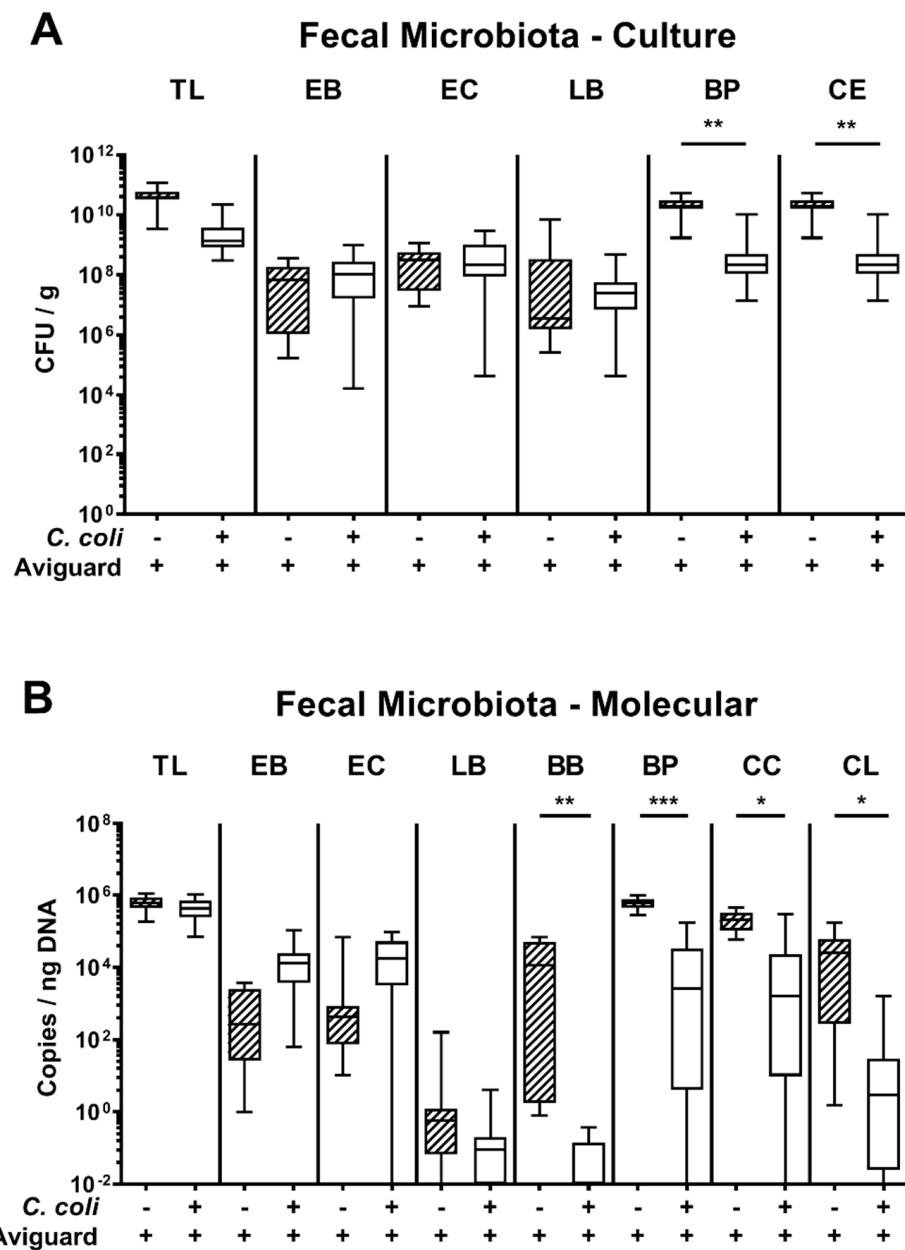 A
Fecal Microbiota - Culture
TL EB EC LB BP CE
** **
10^12
10^10
10^8
10^6
10^4
10^2
10^0
CFU / g
C. coli - + - + - + - + - + - +
Aviguard + + + + + + + + + + + +
B
Fecal Microbiota - Molecular
TL EB EC LB BB BP CC CL
** *** * *
10^8
10^6
10^4
10^2
10^0
10^-2
Copies / ng DNA
C. coli - + - + - + - + - + - + - + - +
Aviguard + + + + + + + + + + + + + + + +